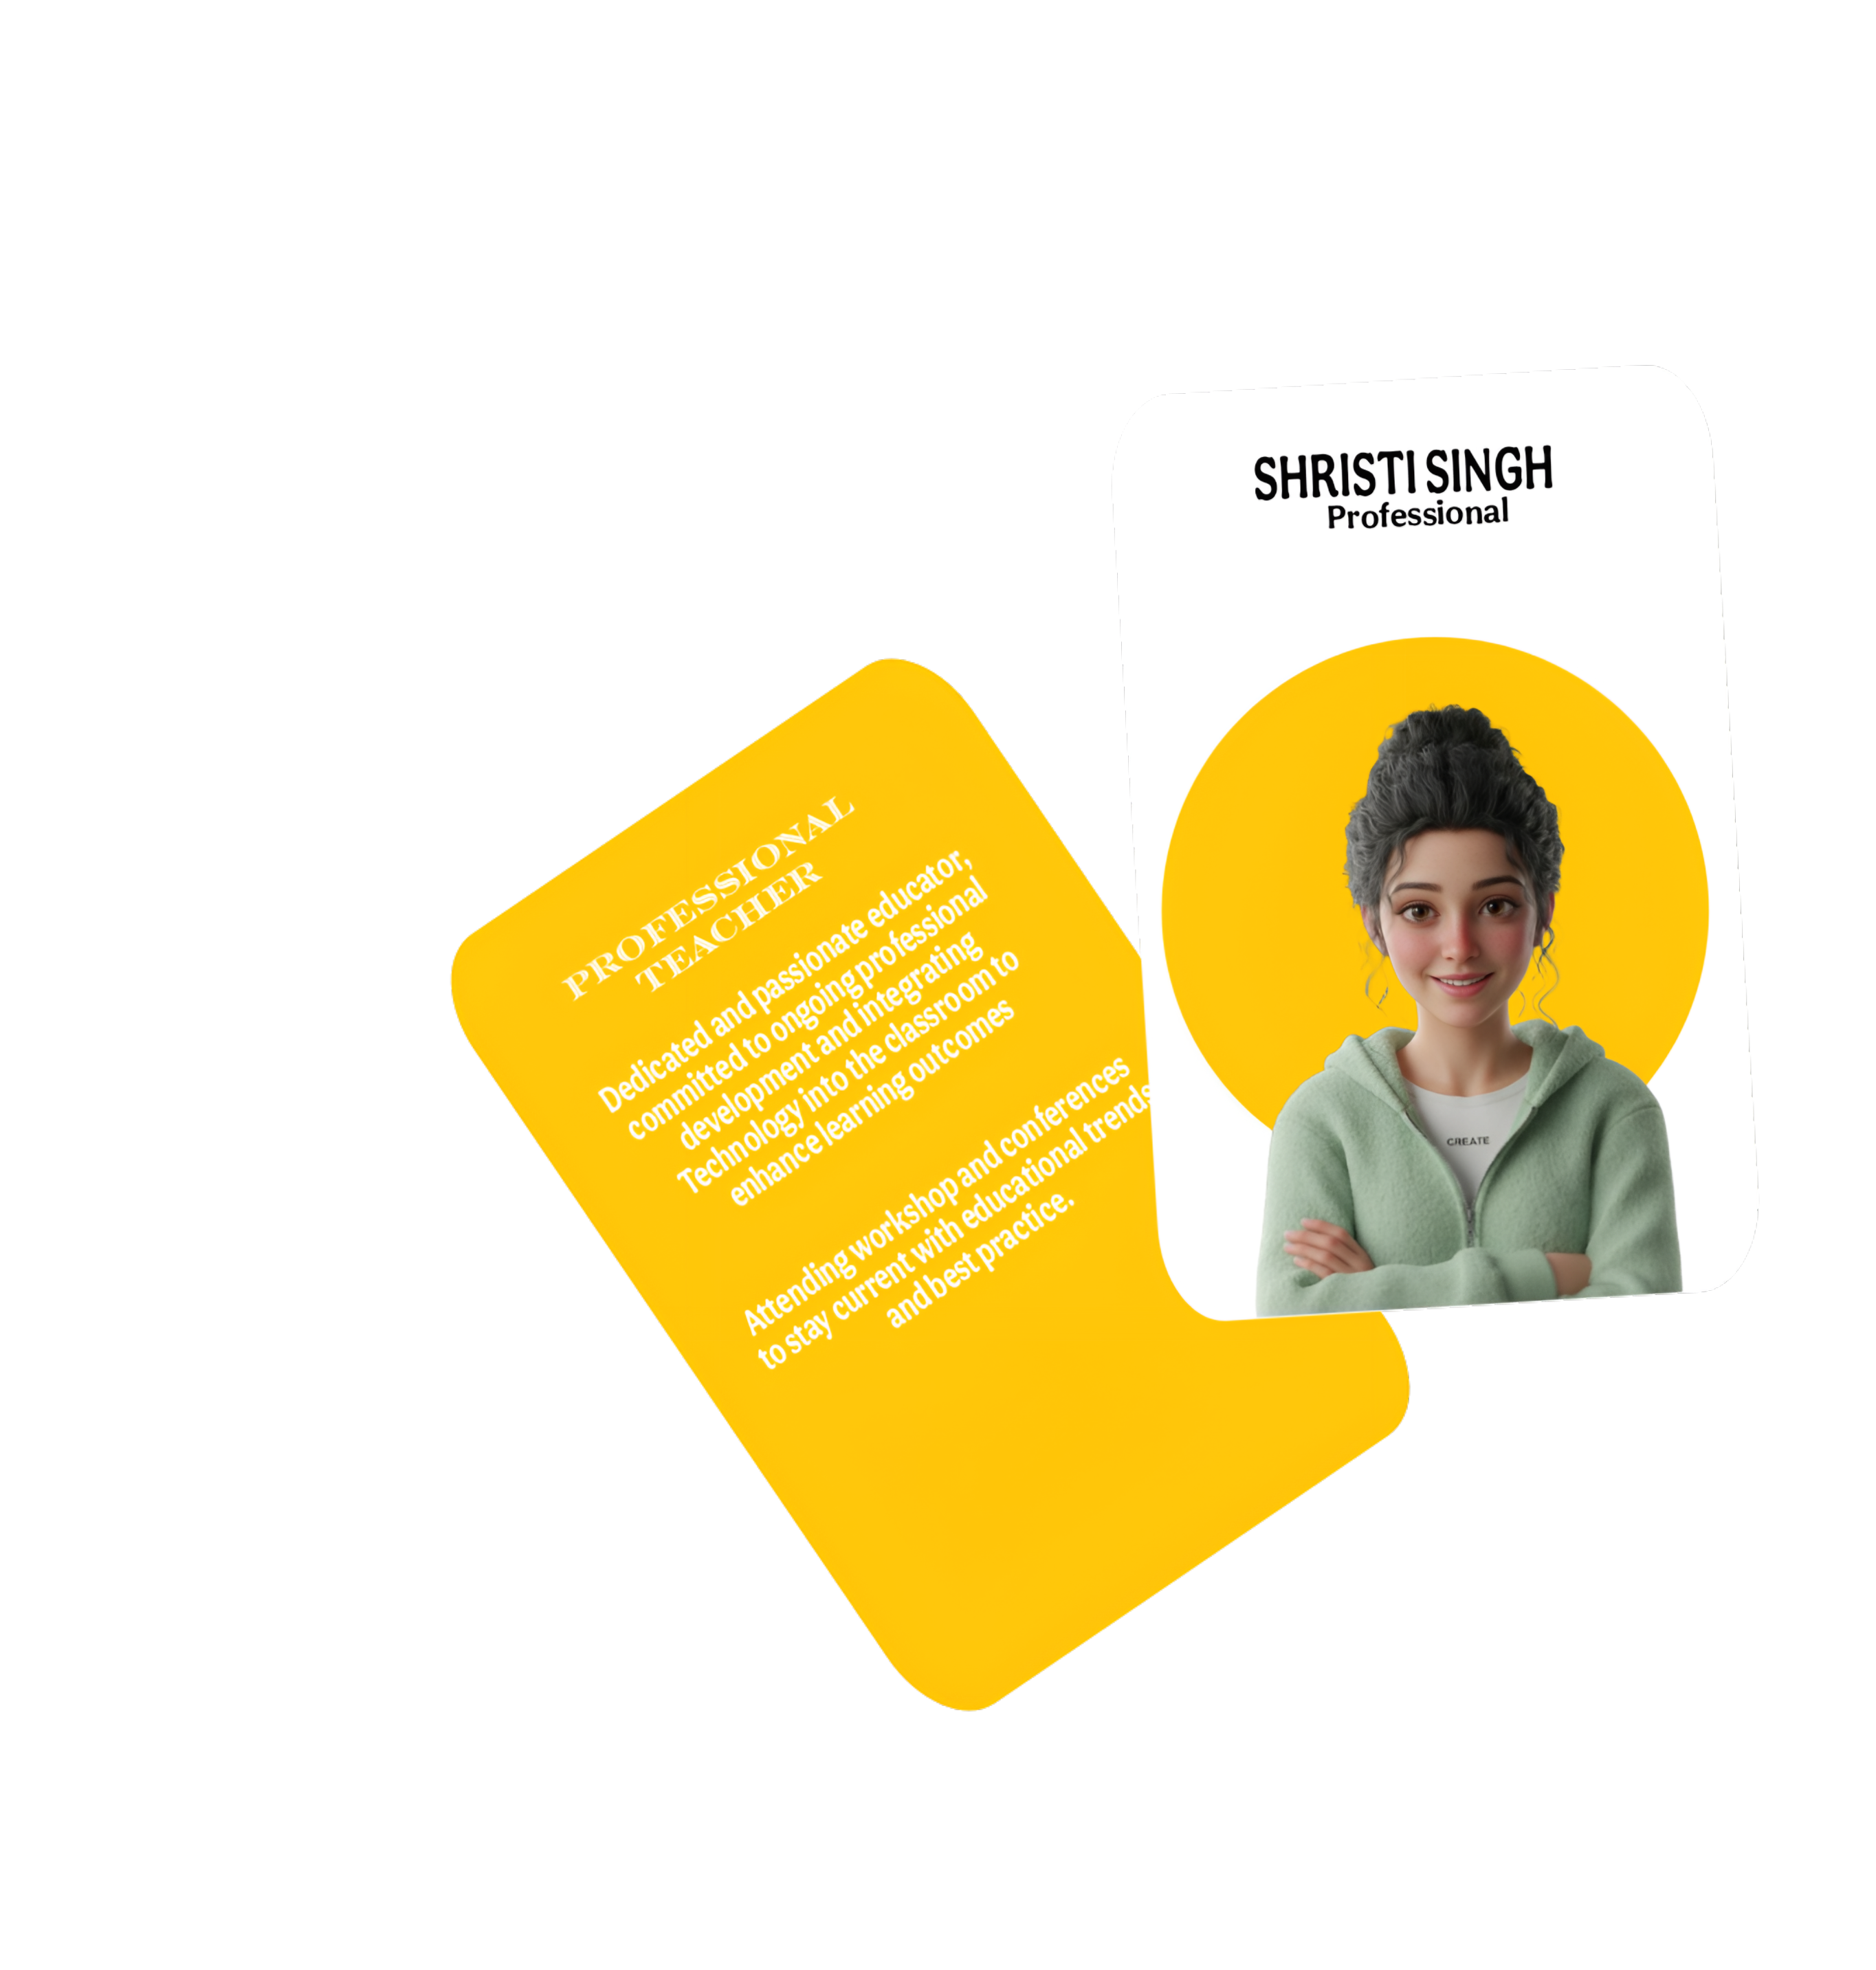 SHRISTI SINGH
Professional
CREATE
PROFESSIONAL
TEACHER
Dedicated and passionate educator,
committed to ongoing professional
development and integrating
Technology into the classroom to
enhance learning outcomes
Attending workshop and conferences
to stay current with educational trends
and best practice.